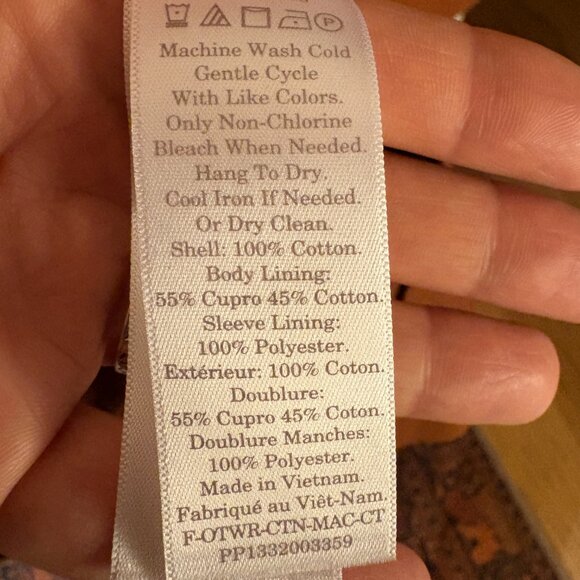 Machine Wash Cold
Gentle Cycle
With Like Colors.
Only Non-Chlorine
Bleach When Needed.
Hang To Dry.
Cool Iron If Needed.
Or Dry Clean.
Shell: 100% Cotton.
Body Lining:
55% Cupro 45% Cotton.
Sleeve Lining:
100% Polyester.
Extérieur: 100% Coton.
Doublure:
55% Cupro 45% Coton.
Doublure Manches:
100% Polyester.
Made in Vietnam.
Fabriqué au Viêt-Nam.
F-OTWR-CTN-MAC-CT
PP1332003359